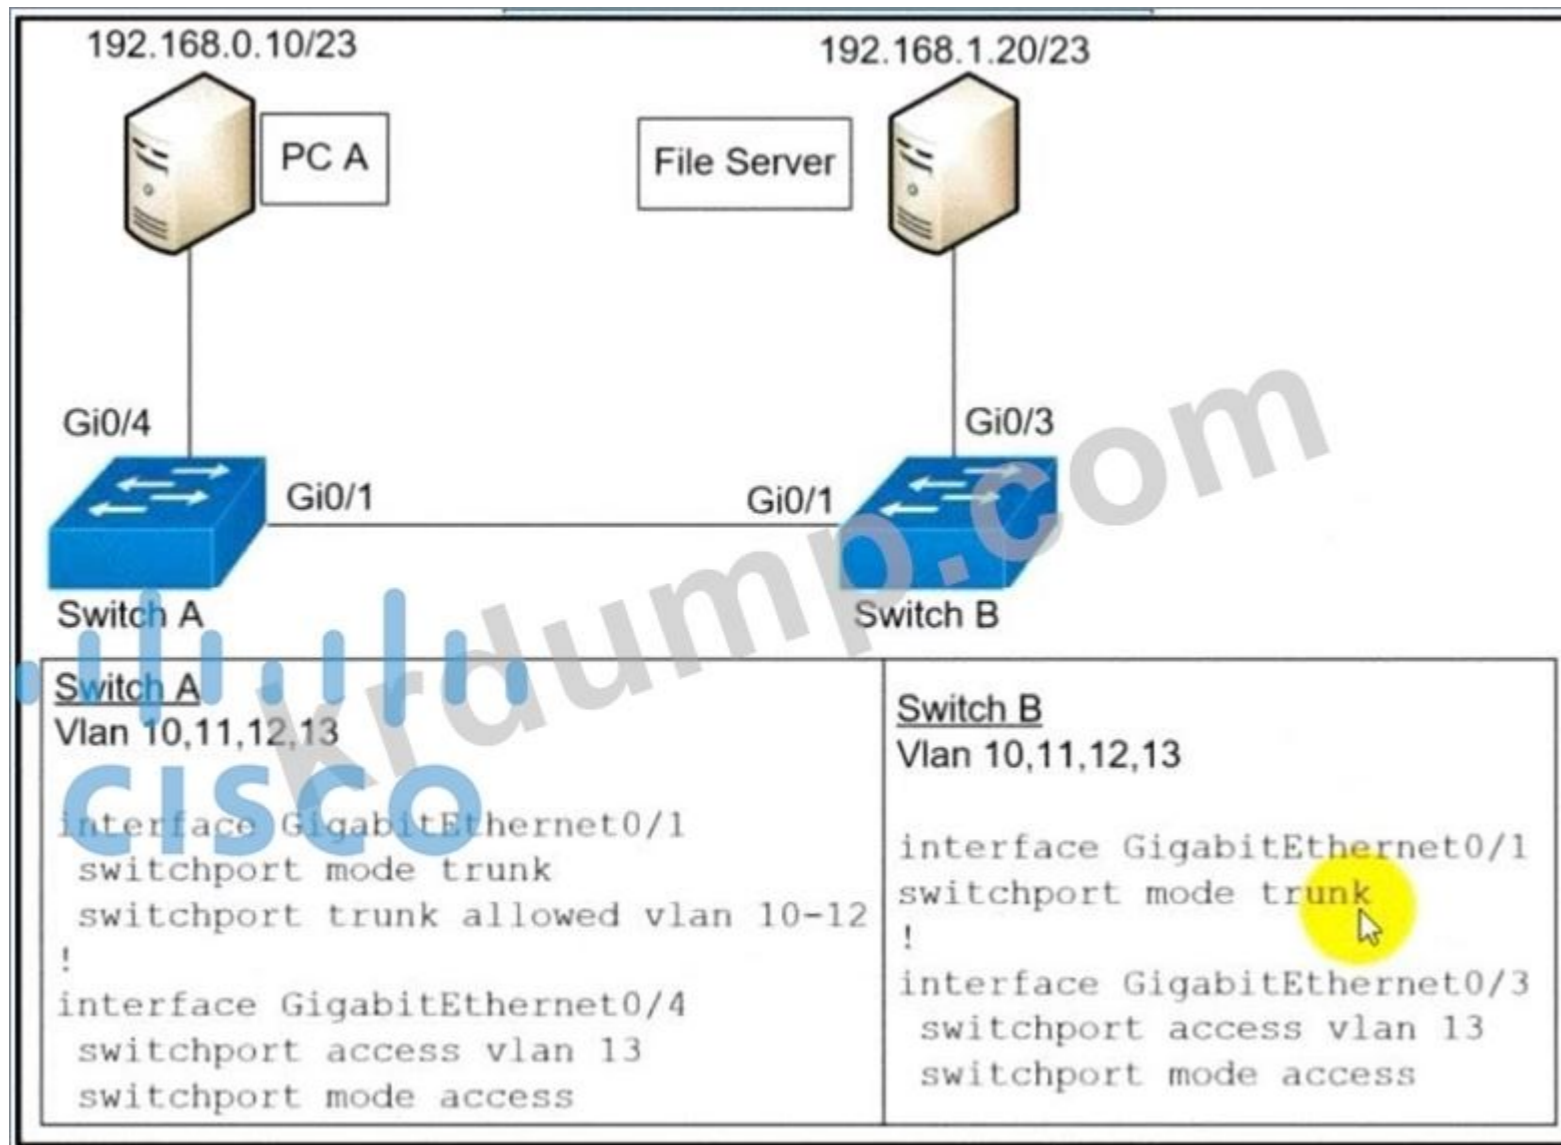 192.168.0.10/23
192.168.1.20/23
PC A
File Server
Gi0/4
Gi0/3
Gi0/1
Gi0/1
Switch A
Switch B
krdump.com
CISCO
Switch A
Vlan 10,11,12,13
interface GigabitEthernet0/1
switchport mode trunk
switchport trunk allowed vlan 10-12
!
interface GigabitEthernet0/4
switchport access vlan 13
switchport mode access
Switch B
Vlan 10,11,12,13
interface GigabitEthernet0/1
switchport mode trunk
!
interface GigabitEthernet0/3
switchport access vlan 13
switchport mode access